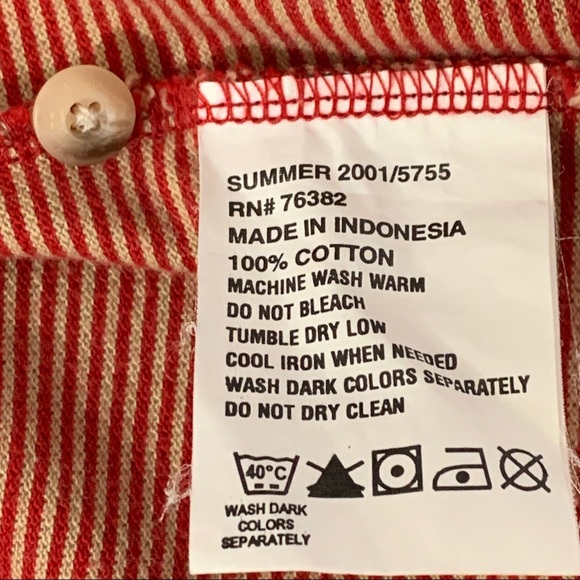 SUMMER 2001/5755
RN# 76382
MADE IN INDONESIA
100% COTTON
MACHINE WASH WARM
DO NOT BLEACH
TUMBLE DRY LOW
COOL IRON WHEN NEEDED
WASH DARK COLORS SEPARATELY
DO NOT DRY CLEAN
40°C
WASH DARK
COLORS
SEPARATELY